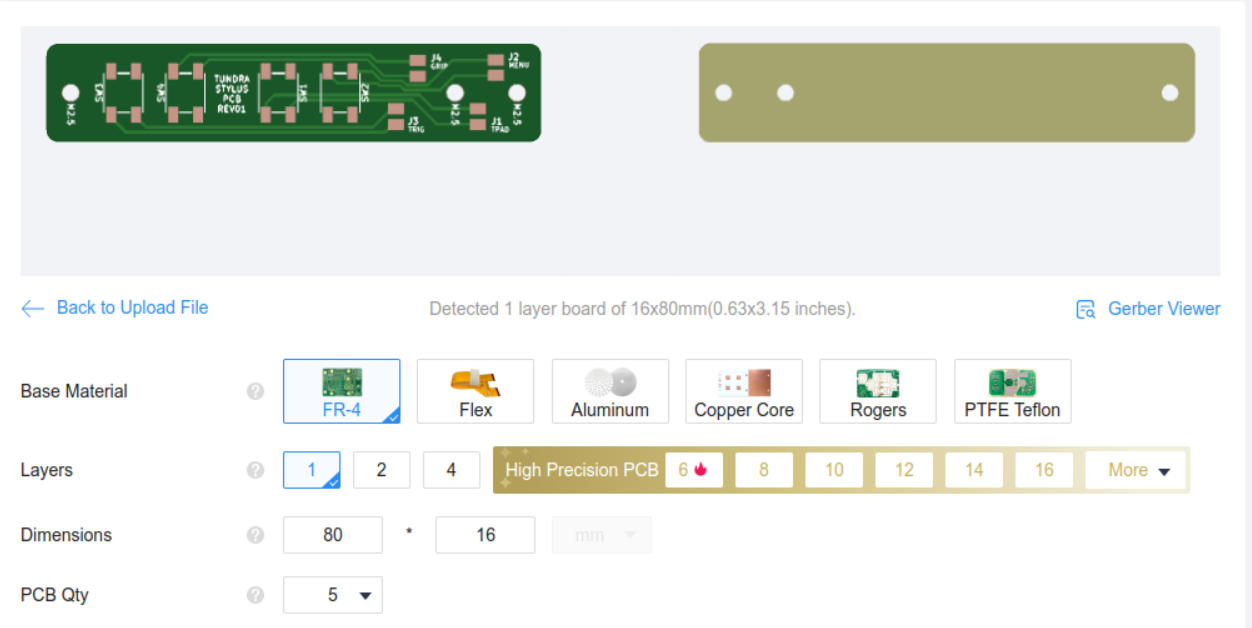 J4
GRIP
J2
MENU
TUNDRA
STYLUS
PCB
REV01
SW3
SW4
SW1
SW2
M2.5
M2.5
M2.5
J3
TRIG
J1
TPAD
← Back to Upload File
Detected 1 layer board of 16x80mm(0.63x3.15 inches).
Gerber Viewer
Base Material ? FR-4 Flex Aluminum Copper Core Rogers PTFE Teflon
Layers ? 1 2 4 High Precision PCB 6 8 10 12 14 16 More
Dimensions ? 80 * 16 mm
PCB Qty ? 5